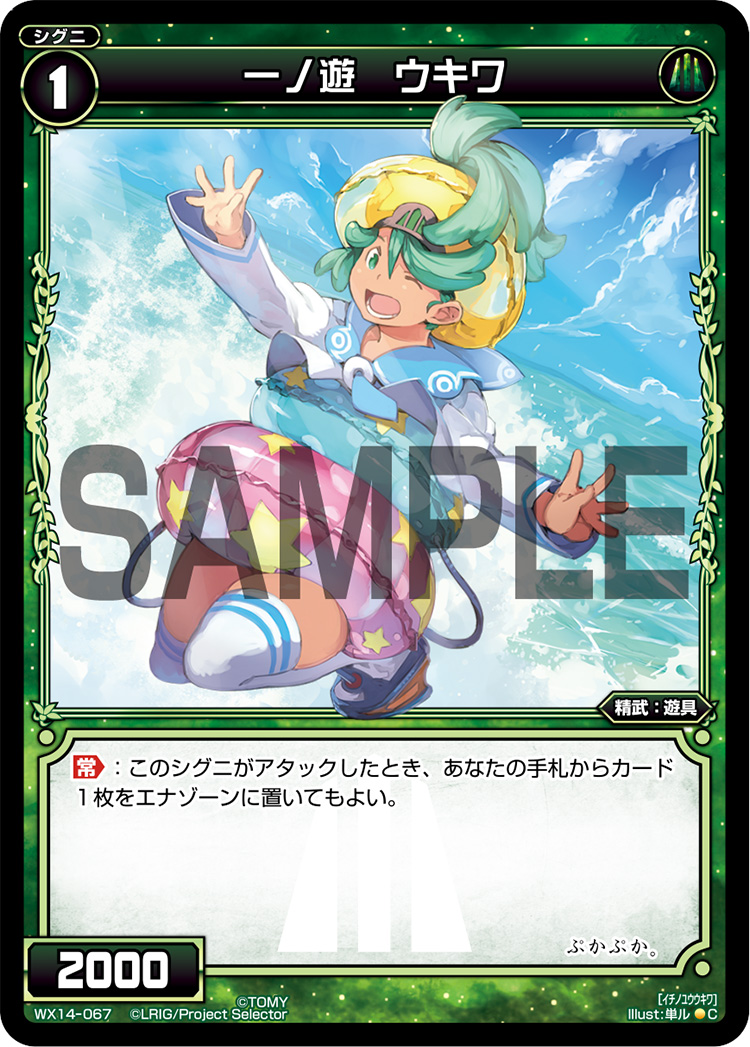 シグニ
1
一ノ遊 ウキワ
SAMPLE
精武：遊具
常：このシグニがアタックしたとき、あなたの手札からカード
１枚をエナゾーンに置いてもよい。
ぷかぷか。
2000
©TOMY
WX14-067 ©LRIG/Project Selector
[イチノユウウキワ]
Illust:単ル C